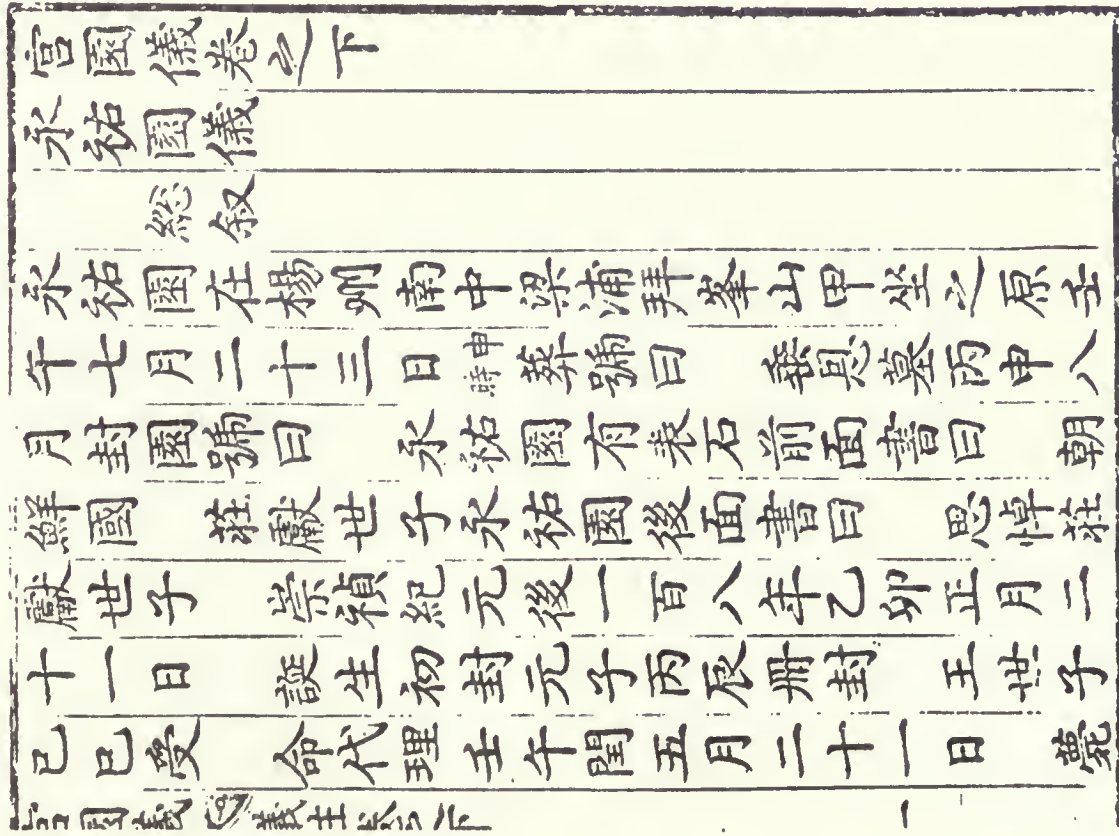 宮園儀卷之下
永祐園儀
總叙
永祐園在楊州南中梁浦拜峯山甲坐之原壬
午七月二十三日申時葬號曰 垂恩墓丙申八
月封園號曰 永祐園有表石前面書曰 朝
鮮國 莊獻世子永祐園後面書曰 思悼莊
獻世子 崇禎紀元後一百八年乙卯正月二
十一日 誕生初封元子丙辰冊封 王世子
己巳受 命代理壬午閏五月二十一日 薨
宮園儀
一